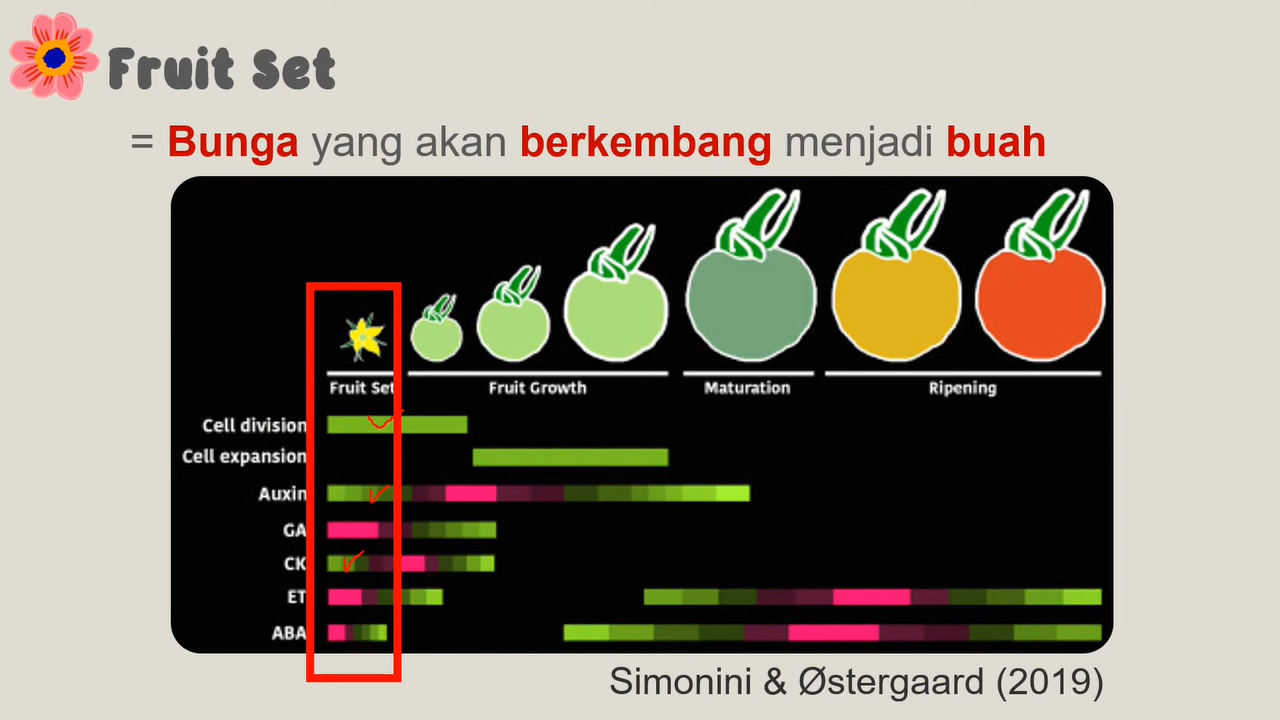 Fruit Set
= Bunga yang akan berkembang menjadi buah
Fruit Set
Fruit Growth
Maturation
Ripening
Cell division
Cell expansion
Auxin
GA
CK
ET
ABA
Simonini & Østergaard (2019)